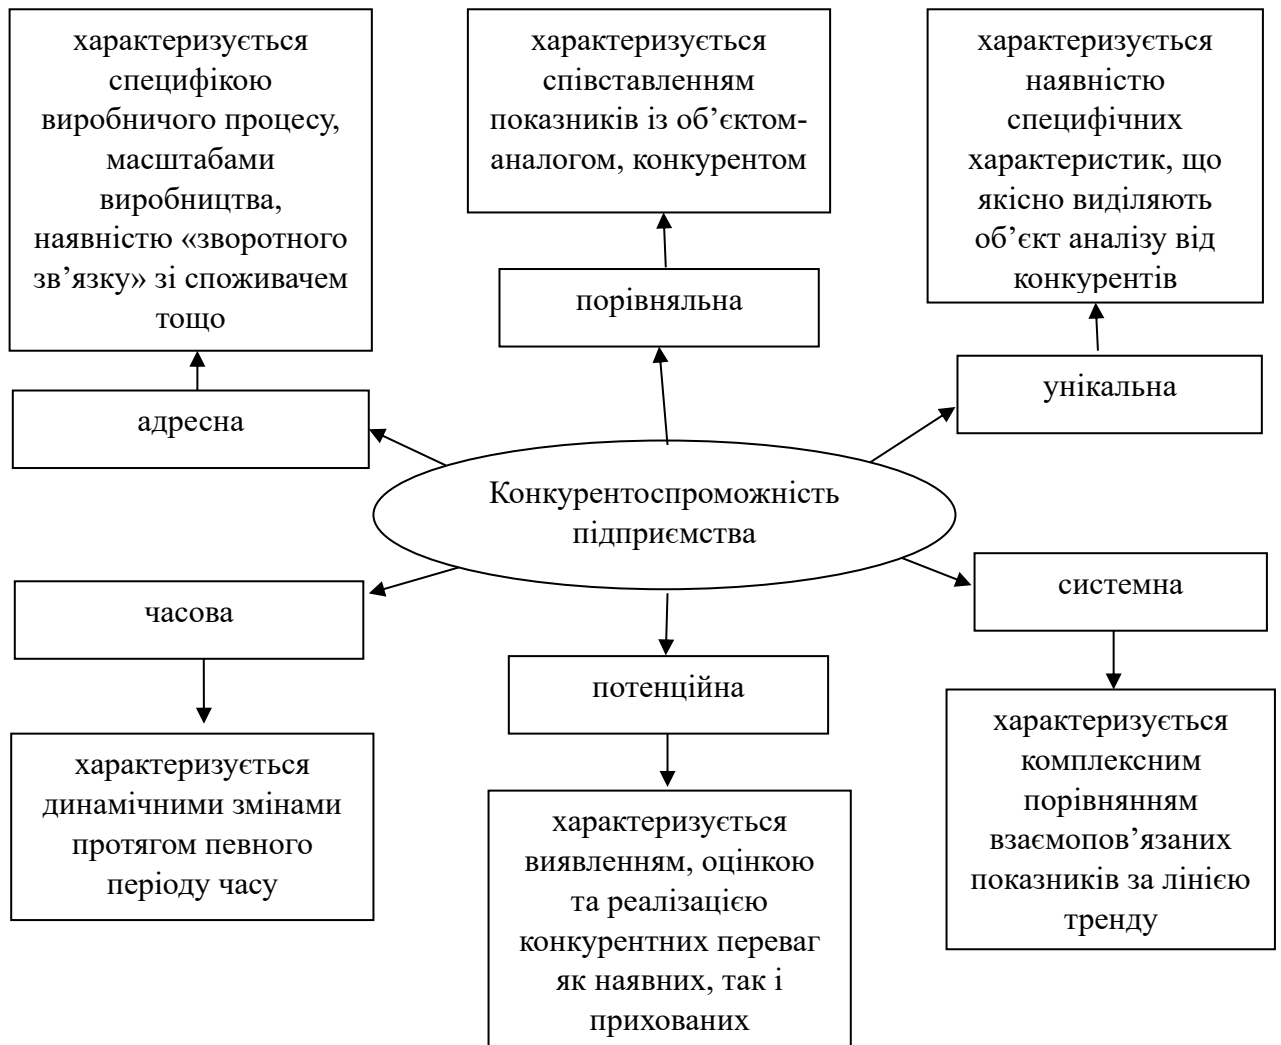 характеризується
специфікою
виробничого процесу,
масштабами
виробництва,
наявністю «зворотного
зв’язку» зі споживачем
тощо
характеризується
співставленням
показників із об’єктом-
аналогом, конкурентом
характеризується
наявністю
специфічних
характеристик, що
якісно виділяють
об’єкт аналізу від
конкурентів
адресна
порівняльна
унікальна
Конкурентоспроможність
підприємства
часова
потенційна
системна
характеризується
динамічними змінами
протягом певного
періоду часу
характеризується
виявленням, оцінкою
та реалізацією
конкурентних переваг
як наявних, так і
прихованих
характеризується
комплексним
порівнянням
взаємопов’язаних
показників за лінією
тренду